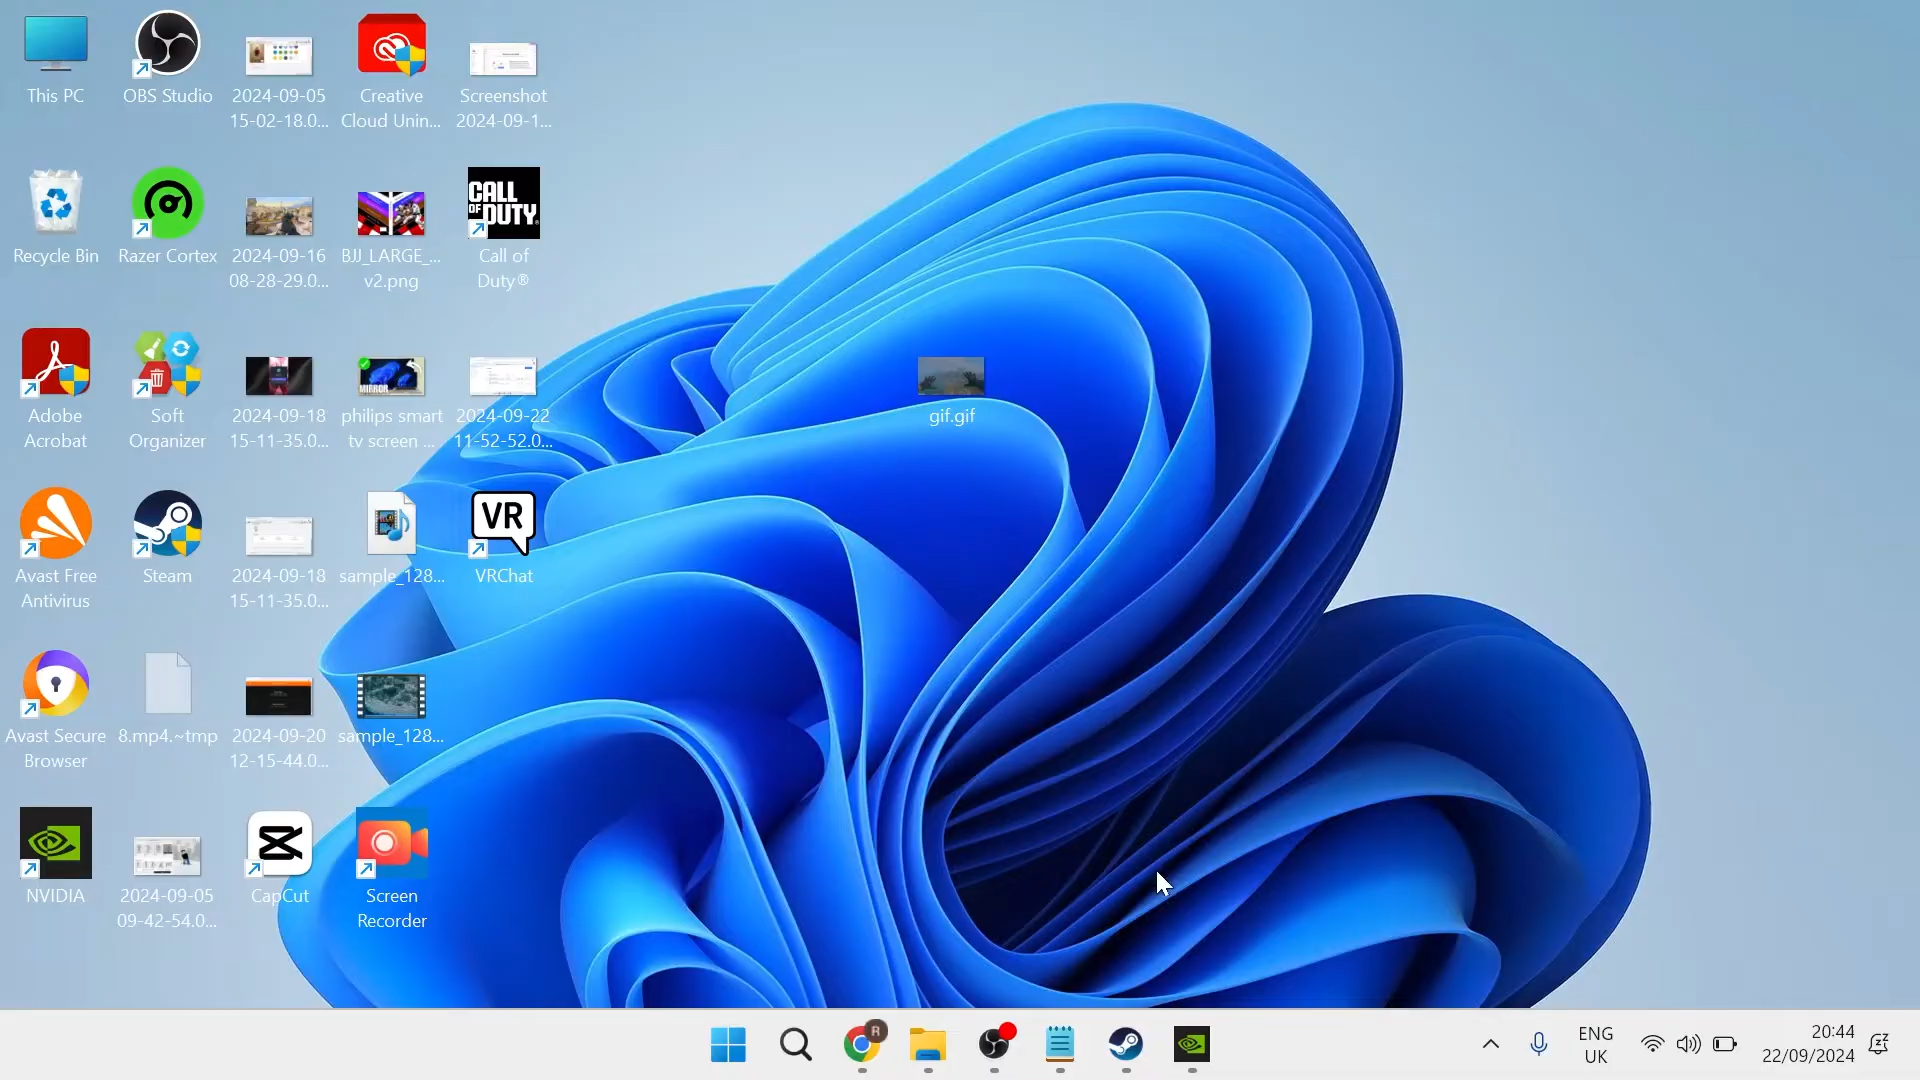 This PC
OBS Studio
2024-09-05
15-02-18.0...
Creative
Cloud Unin...
Screenshot
2024-09-1...
Recycle Bin
Razer Cortex
2024-09-16
08-28-29.0...
BJJ_LARGE_...
v2.png
CALL
OF DUTY
Call of
Duty®
Adobe
Acrobat
Soft
Organizer
2024-09-18
15-11-35.0...
MIRROR
philips smart
tv screen ...
2024-09-22
11-52-52.0...
gif.gif
Avast Free
Antivirus
Steam
2024-09-18
15-11-35.0...
sample_128...
VR
VRChat
Avast Secure
Browser
8.mp4.~tmp
2024-09-20
12-15-44.0...
sample_128...
NVIDIA
2024-09-05
09-42-54.0...
CapCut
Screen
Recorder
R
ENG
UK
20:44
22/09/2024